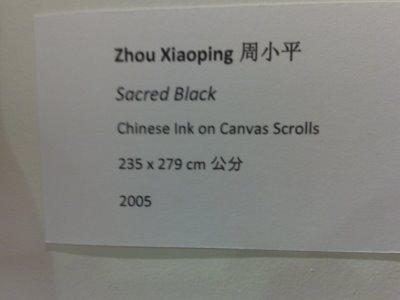 Zhou Xiaoping 周小平
Sacred Black
Chinese Ink on Canvas Scrolls
235 x 279 cm 公分
2005